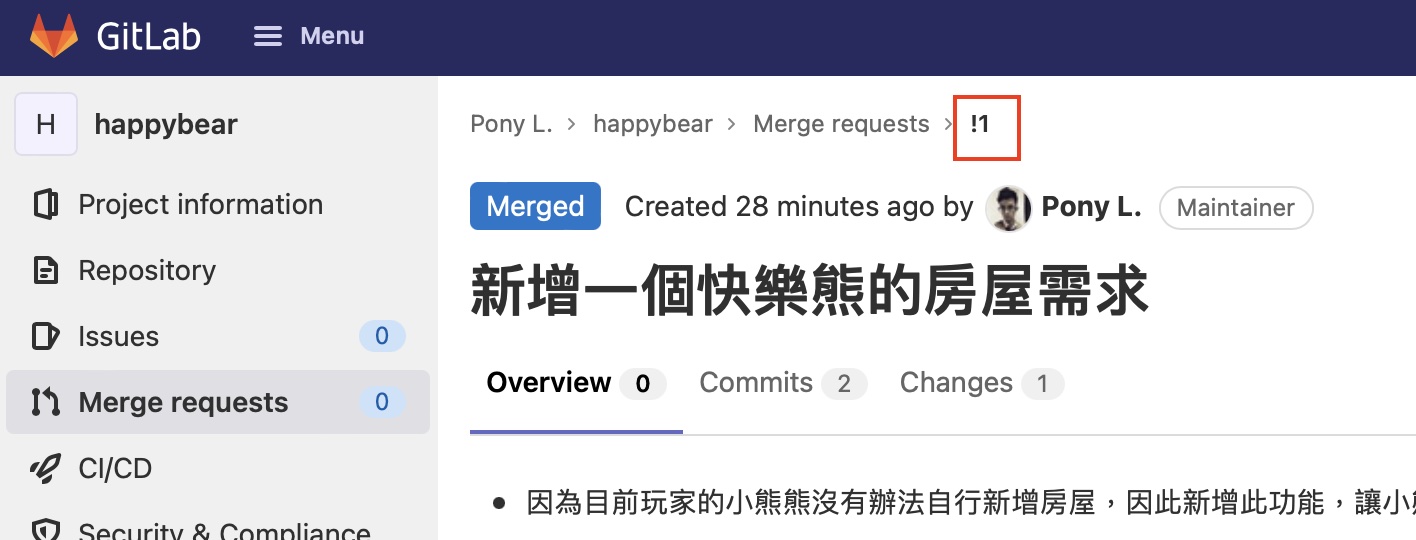 GitLab Menu
H happybear
Project information
Repository
Issues 0
Merge requests 0
CI/CD
Security & Compliance
Pony L. › happybear › Merge requests › !1
Merged Created 28 minutes ago by Pony L. Maintainer
新增一個快樂熊的房屋需求
Overview 0 Commits 2 Changes 1
• 因為目前玩家的小熊熊沒有辦法自行新增房屋，因此新增此功能，讓小